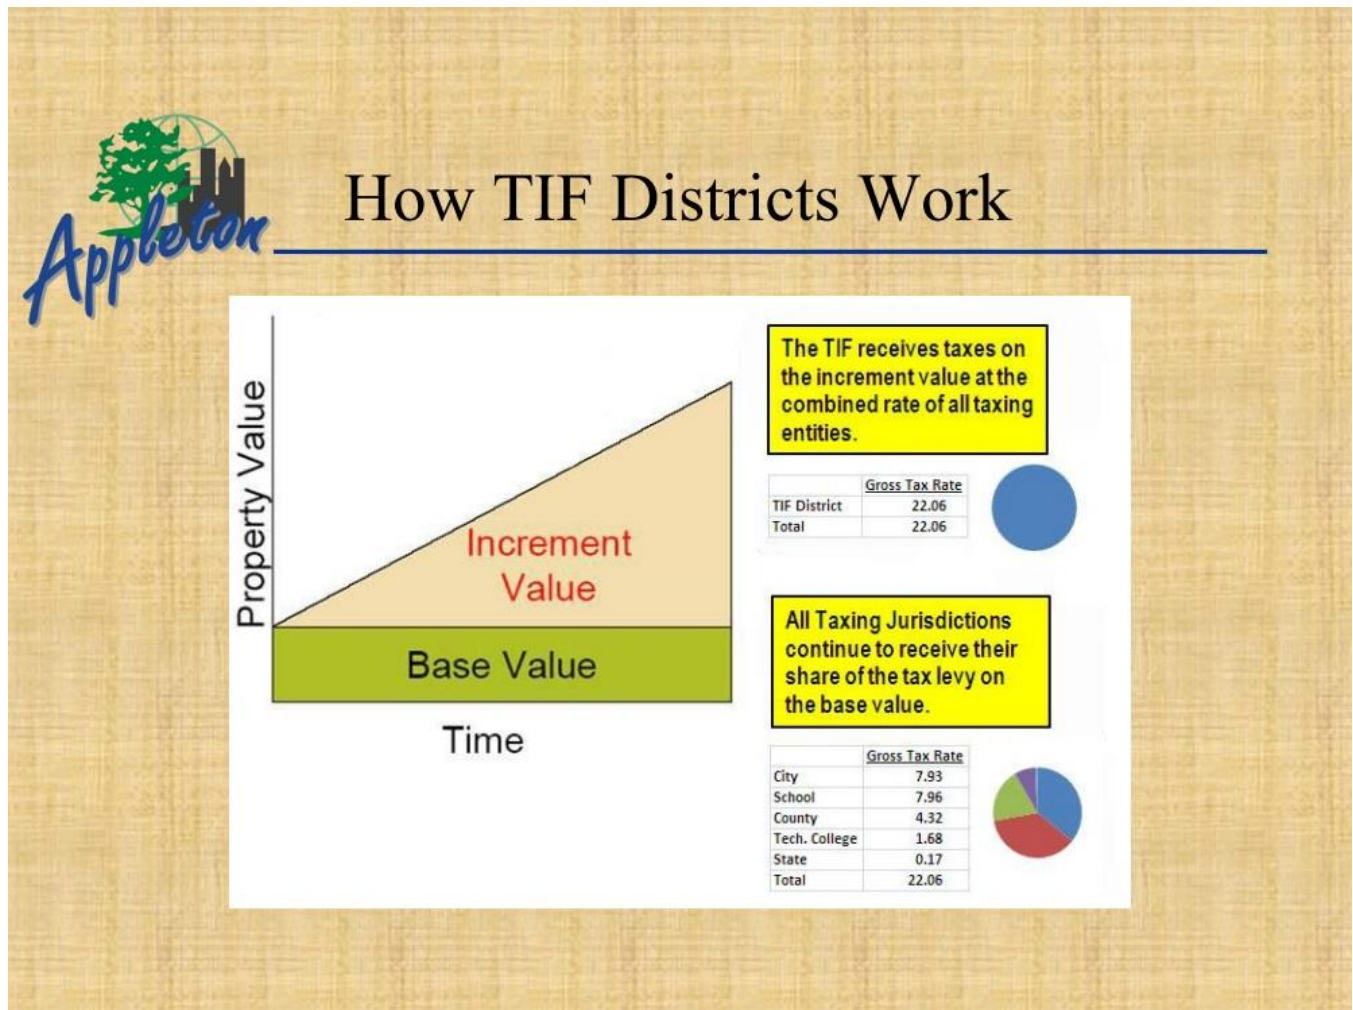 Appleton
How TIF Districts Work
Property Value
Increment
Value
Base Value
Time
The TIF receives taxes on
the increment value at the
combined rate of all taxing
entities.
Gross Tax Rate
TIF District 22.06
Total 22.06
All Taxing Jurisdictions
continue to receive their
share of the tax levy on
the base value.
Gross Tax Rate
City 7.93
School 7.96
County 4.32
Tech. College 1.68
State 0.17
Total 22.06